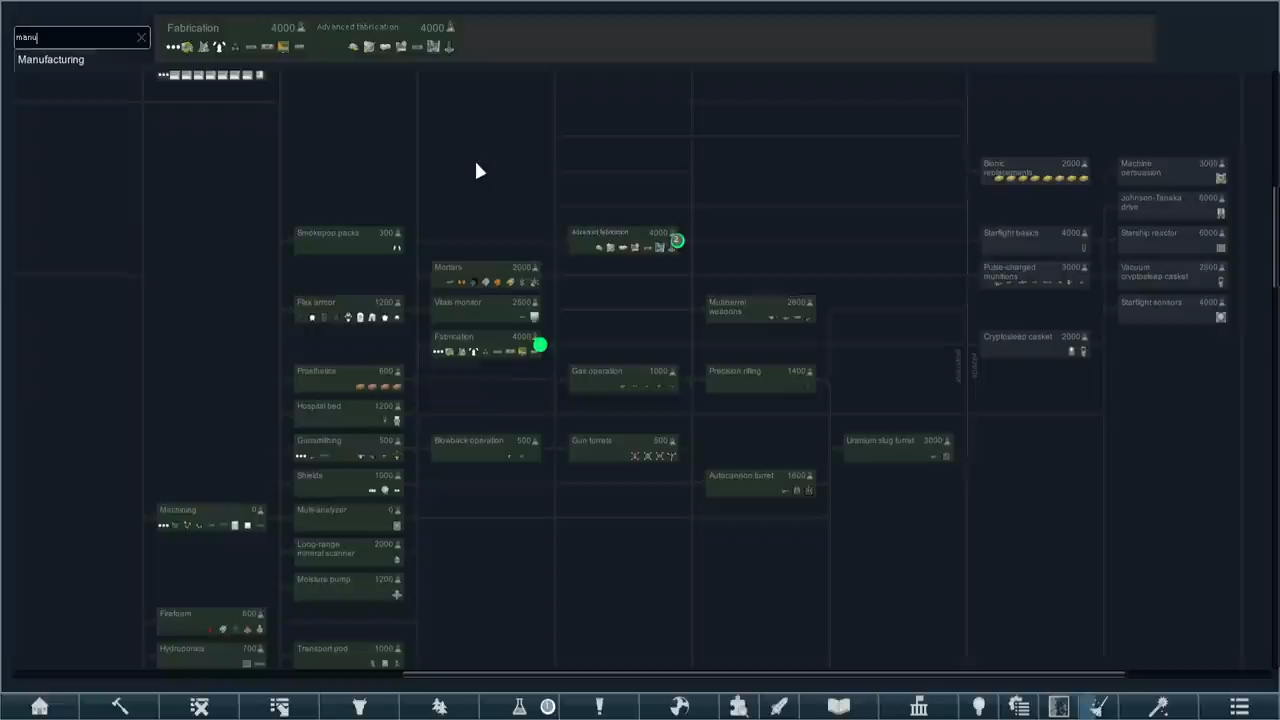 manu
Manufacturing
Fabrication 4000
Advanced fabrication 4000
Bionic replacements 2000
Machine persuasion 3000
Johnson-Tanaka drive 6000
Smokepop packs 300
Advanced fabrication 4000
2
Starflight basics 4000
Starship reactor 6000
Mortars 2000
Pulse-charged munitions 3000
Vacuum cryptosleep casket 2800
Flak armor 1200
Vitals monitor 2500
Multibarrel weapons 2600
Starflight sensors 4000
Fabrication 4000
Cryptosleep casket 2000
Prosthetics 600
Gas operation 1000
Precision rifling 1400
Hospital bed 1200
Gunsmithing 500
Blowback operation 500
Gun turrets 500
Uranium slug turret 3000
Shields 1500
Autocannon turret 1600
Machining 0
Multi-analyzer 0
Long-range mineral scanner 2000
Moisture pump 1200
Firefoam 600
Hydroponics 700
Transport pod 1000